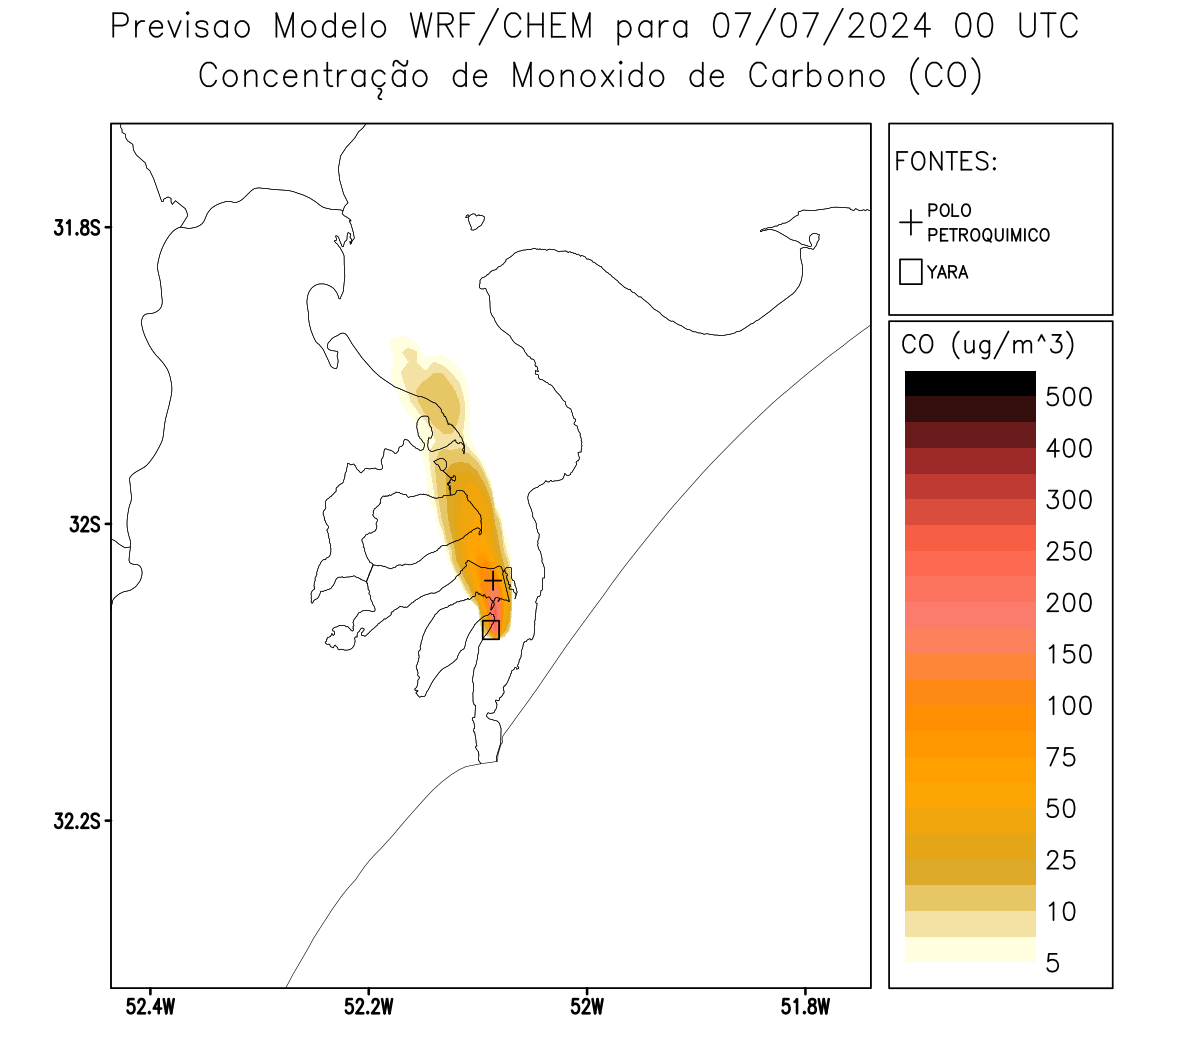 Previsao Modelo WRF/CHEM para 07/07/2024 00 UTC
Concentração de Monoxido de Carbono (CO)
FONTES:
POLO
PETROQUIMICO
YARA
CO (ug/m^3)
500
400
300
250
200
150
100
75
50
25
10
5
31.8S
32S
32.2S
52.4W
52.2W
52W
51.8W